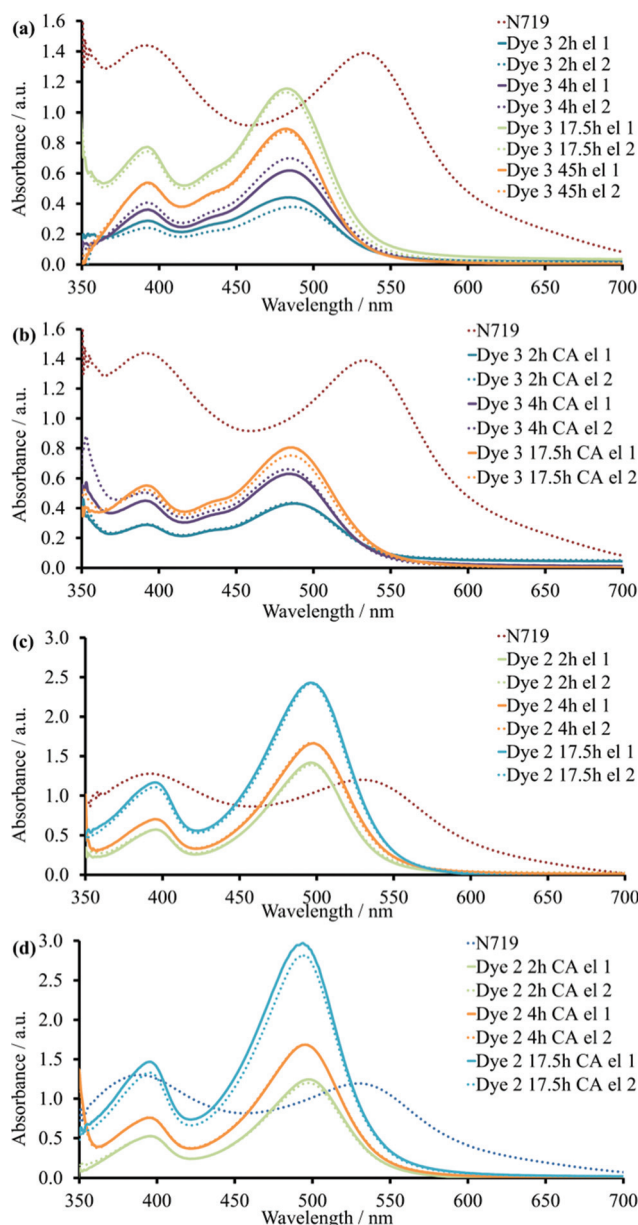 (a)
Absorbance / a.u.
1.6
1.4
1.2
1.0
0.8
0.6
0.4
0.2
0.0
N719
Dye 3 2h el 1
Dye 3 2h el 2
Dye 3 4h el 1
Dye 3 4h el 2
Dye 3 17.5h el 1
Dye 3 17.5h el 2
Dye 3 45h el 1
Dye 3 45h el 2
350 400 450 500 550 600 650 700
Wavelength / nm
(b)
Absorbance / a.u.
1.6
1.4
1.2
1.0
0.8
0.6
0.4
0.2
0.0
N719
Dye 3 2h CA el 1
Dye 3 2h CA el 2
Dye 3 4h CA el 1
Dye 3 4h CA el 2
Dye 3 17.5h CA el 1
Dye 3 17.5h CA el 2
350 400 450 500 550 600 650 700
Wavelength / nm
(c)
Absorbance / a.u.
3.0
2.5
2.0
1.5
1.0
0.5
0.0
N719
Dye 2 2h el 1
Dye 2 2h el 2
Dye 2 4h el 1
Dye 2 4h el 2
Dye 2 17.5h el 1
Dye 2 17.5h el 2
350 400 450 500 550 600 650 700
Wavelength / nm
(d)
Absorbance / a.u.
3.0
2.5
2.0
1.5
1.0
0.5
0.0
N719
Dye 2 2h CA el 1
Dye 2 2h CA el 2
Dye 2 4h CA el 1
Dye 2 4h CA el 2
Dye 2 17.5h CA el 1
Dye 2 17.5h CA el 2
350 400 450 500 550 600 650 700
Wavelength / nm